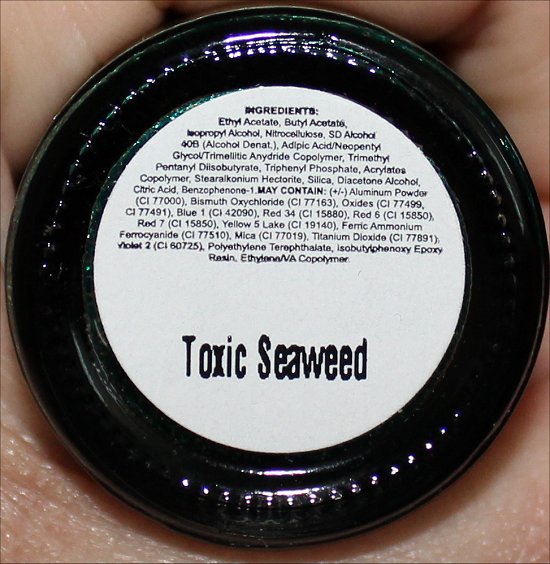 INGREDIENTS:
Ethyl Acetate, Butyl Acetate,
Isopropyl Alcohol, Nitrocellulose, SD Alcohol
40B (Alcohol Denat.), Adipic Acid/Neopentyl
Glycol/Trimellitic Anydride Copolymer, Trimethyl
Pentanyl Diisobutyrate, Triphenyl Phosphate, Acrylates
Copolymer, Stearalkonium Hectorite, Silica, Diacetone Alcohol,
Citric Acid, Benzophenone-1.MAY CONTAIN: (+/-) Aluminum Powder
(CI 77000), Bismuth Oxychloride (CI 77163), Oxides (CI 77499,
CI 77491), Blue 1 (CI 42090), Red 34 (CI 15880), Red 6 (CI 15850),
Red 7 (CI 15850), Yellow 5 Lake (CI 19140), Ferric Ammonium
Ferrocyanide (CI 77510), Mica (CI 77019), Titanium Dioxide (CI 77891),
Violet 2 (CI 60725), Polyethylene Terephthalate, isobutylphenoxy Epoxy
Resin, Ethylene/VA Copolymer.
Toxic Seaweed